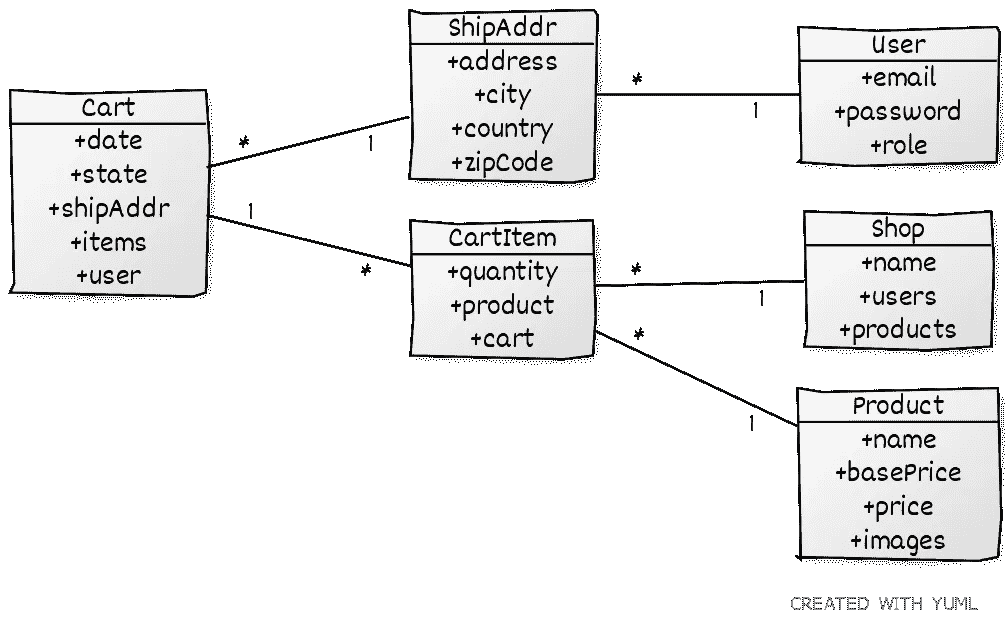 Cart
+date
+state
+shipAddr
+items
+user
*
1
1
*
ShipAddr
+address
+city
+country
+zipCode
*
1
User
+email
+password
+role
CartItem
+quantity
+product
+cart
*
1
*
1
Shop
+name
+users
+products
Product
+name
+basePrice
+price
+images
CREATED WITH YUML